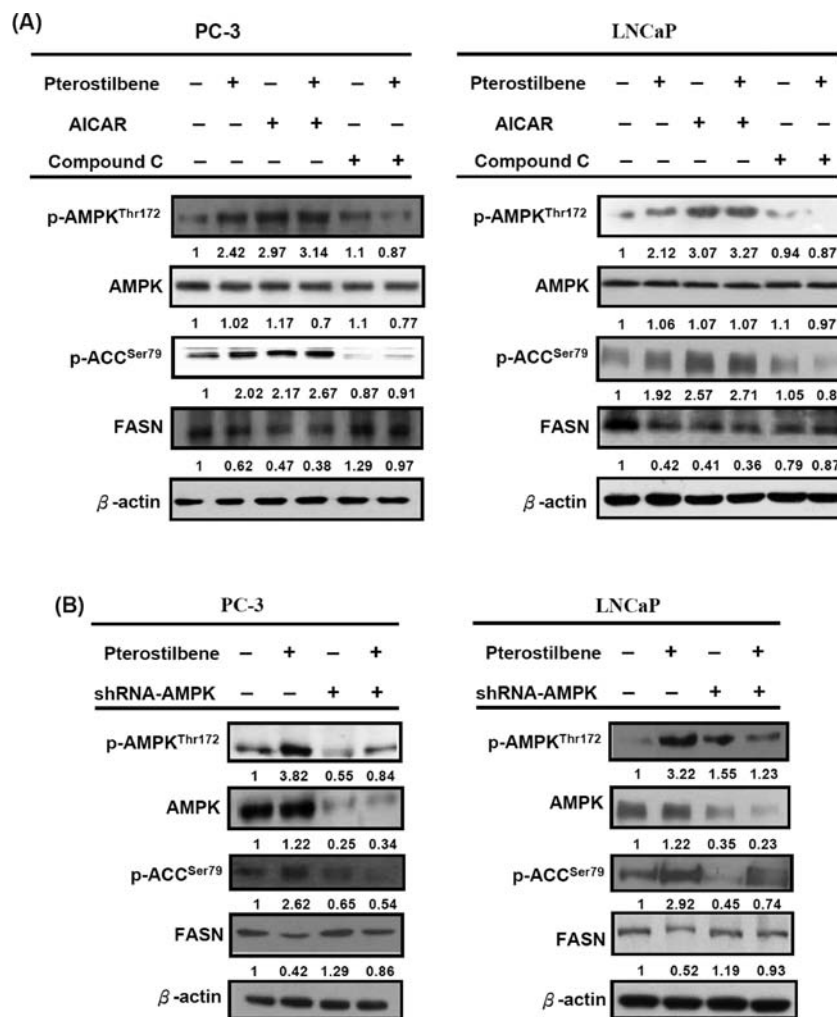 (A)
PC-3
Pterostilbene – + – + – +
AICAR – – + + – –
Compound C – – – – + +
p-AMPKThr172
1 2.42 2.97 3.14 1.1 0.87
AMPK
1 1.02 1.17 0.7 1.1 0.77
p-ACCSer79
1 2.02 2.17 2.67 0.87 0.91
FASN
1 0.62 0.47 0.38 1.29 0.97
β-actin
LNCaP
Pterostilbene – + – + – +
AICAR – – + + – –
Compound C – – – – + +
p-AMPKThr172
1 2.12 3.07 3.27 0.94 0.87
AMPK
1 1.06 1.07 1.07 1.1 0.97
p-ACCSer79
1 1.92 2.57 2.71 1.05 0.8
FASN
1 0.42 0.41 0.36 0.79 0.87
β-actin
(B)
PC-3
Pterostilbene – + – +
shRNA-AMPK – – + +
p-AMPKThr172
1 3.82 0.55 0.84
AMPK
1 1.22 0.25 0.34
p-ACCSer79
1 2.62 0.65 0.54
FASN
1 0.42 1.29 0.86
β-actin
LNCaP
Pterostilbene – + – +
shRNA-AMPK – – + +
p-AMPKThr172
1 3.22 1.55 1.23
AMPK
1 1.22 0.35 0.23
p-ACCSer79
1 2.92 0.45 0.74
FASN
1 0.52 1.19 0.93
β-actin